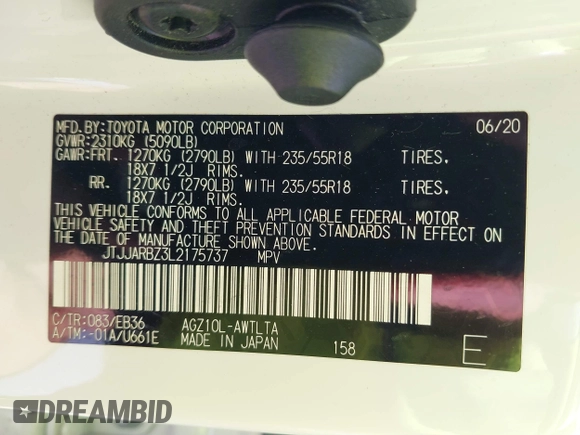 MFD.BY:TOYOTA MOTOR CORPORATION 06/20
GVWR:2310KG (5090LB)
GAWR:FRT. 1270KG (2790LB) WITH 235/55R18 TIRES.
18X7 1/2J RIMS.
RR. 1270KG (2790LB) WITH 235/55R18 TIRES.
18X7 1/2J RIMS.
THIS VEHICLE CONFORMS TO ALL APPLICABLE FEDERAL MOTOR
VEHICLE SAFETY AND THEFT PREVENTION STANDARDS IN EFFECT ON
THE DATE OF MANUFACTURE SHOWN ABOVE.
JTJJARBZ3L2175737 MPV
C/TR:083/EB36 AGZ10L-AWTLTA
A/TM:-01A/U661E MADE IN JAPAN 158 E
DREAMBID